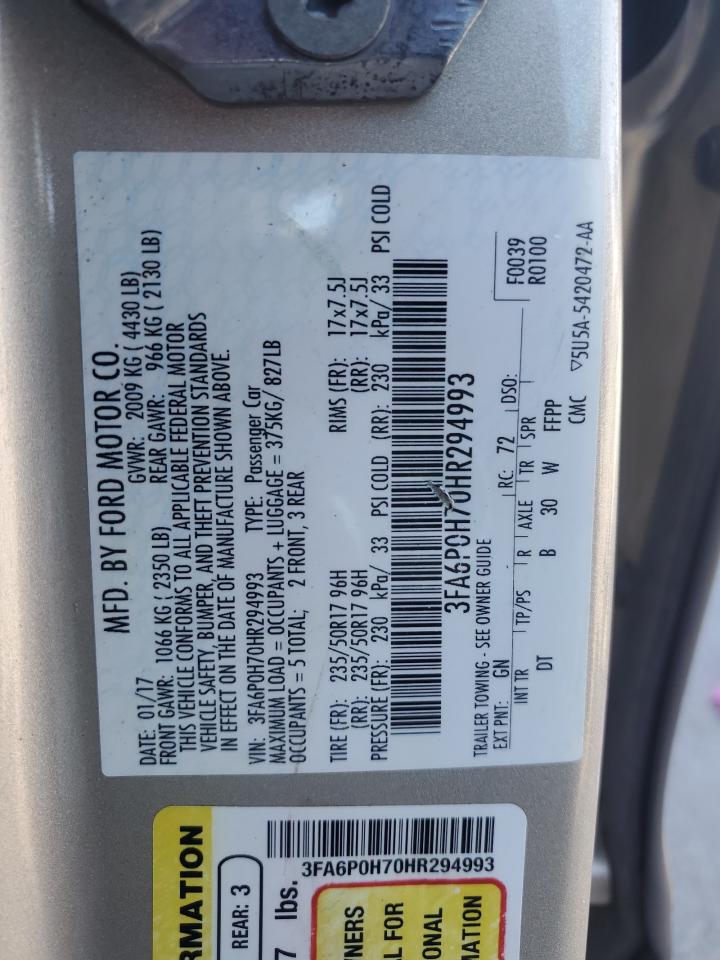 MFD. BY FORD MOTOR CO.
DATE: 01/17 GVWR: 2009 KG ( 4430 LB)
FRONT GAWR: 1066 KG ( 2350 LB) REAR GAWR: 966 KG ( 2130 LB)
THIS VEHICLE CONFORMS TO ALL APPLICABLE FEDERAL MOTOR
VEHICLE SAFETY, BUMPER, AND THEFT PREVENTION STANDARDS
IN EFFECT ON THE DATE OF MANUFACTURE SHOWN ABOVE.
VIN: 3FA6P0H70HR294993 TYPE: Passenger Car
MAXIMUM LOAD = OCCUPANTS + LUGGAGE = 375KG/ 827LB
OCCUPANTS = 5 TOTAL; 2 FRONT, 3 REAR
TIRE (FR): 235/50R17 96H RIMS (FR): 17x7.5J
(RR): 235/50R17 96H (RR): 17x7.5J
PRESSURE (FR): 230 kPa/ 33 PSI COLD (RR): 230 kPa/ 33 PSI COLD
3FA6P0H70HR294993
TRAILER TOWING - SEE OWNER GUIDE
EXT PNT: GN RC: 72 DSO: F0039
R0100
INT TR TP/PS R AXLE TR SPR
DT B 30 W FFPP
CMC ▽5U5A-5420472-AA
RMATION
REAR: 3
7 lbs.
3FA6P0H70HR294993
NERS
L FOR
ONAL
MATION